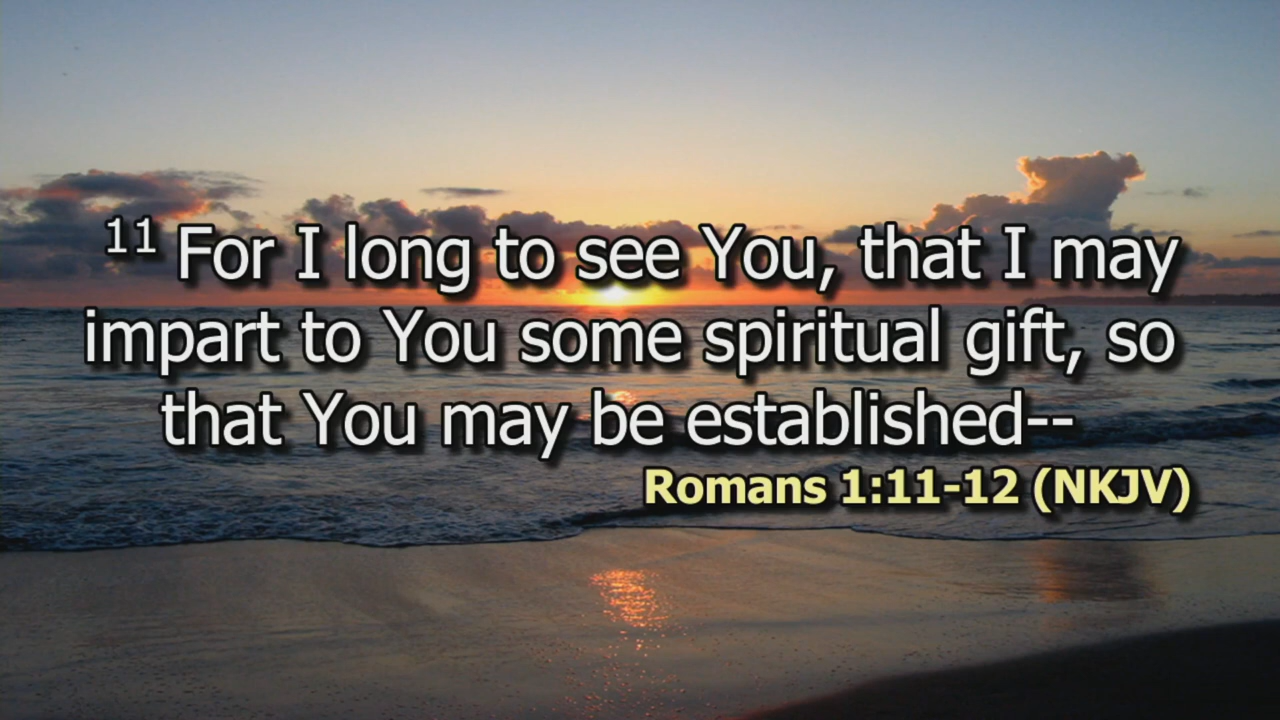 11 For I long to see You, that I may
impart to You some spiritual gift, so
that You may be established--
Romans 1:11-12 (NKJV)